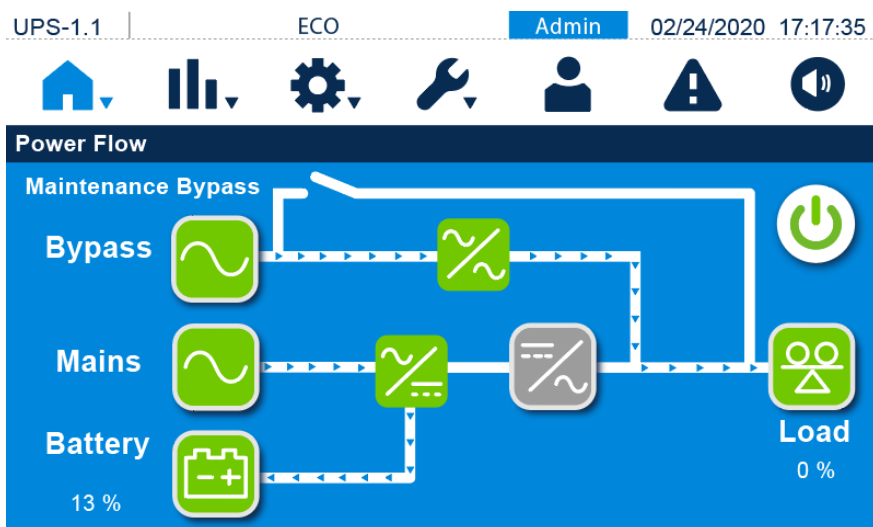 UPS-1.1 ECO Admin 02/24/2020 17:17:35
Power Flow
Maintenance Bypass
Bypass
Mains
Battery
13 %
Load
0 %